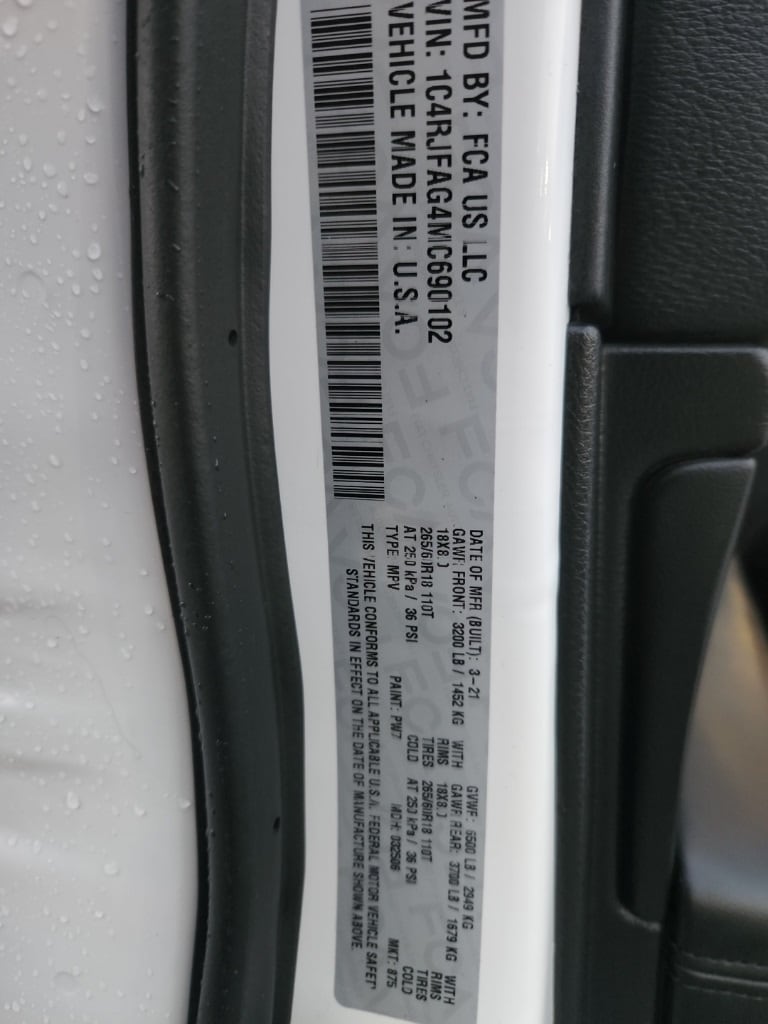 MFD BY: FCA US LLC
VIN: 1C4RJFAG4MC690102
VEHICLE MADE IN: U.S.A.
DATE OF MFR (BUILT): 3-21
GVWR: 6500 LB / 2949 KG
GAWR FRONT: 3200 LB / 1452 KG WITH
GAWR REAR: 3700 LB / 1679 KG WITH
18X8.0 RIMS
18X8.0 RIMS
265/60R18 110T TIRES
265/60R18 110T TIRES
AT 250 kPa / 36 PSI COLD
AT 250 kPa / 36 PSI COLD
TYPE: MPV PAINT: PW7 MDH: 032506 MKT: 875
THIS VEHICLE CONFORMS TO ALL APPLICABLE U.S.A. FEDERAL MOTOR VEHICLE SAFETY
STANDARDS IN EFFECT ON THE DATE OF MANUFACTURE SHOWN ABOVE.